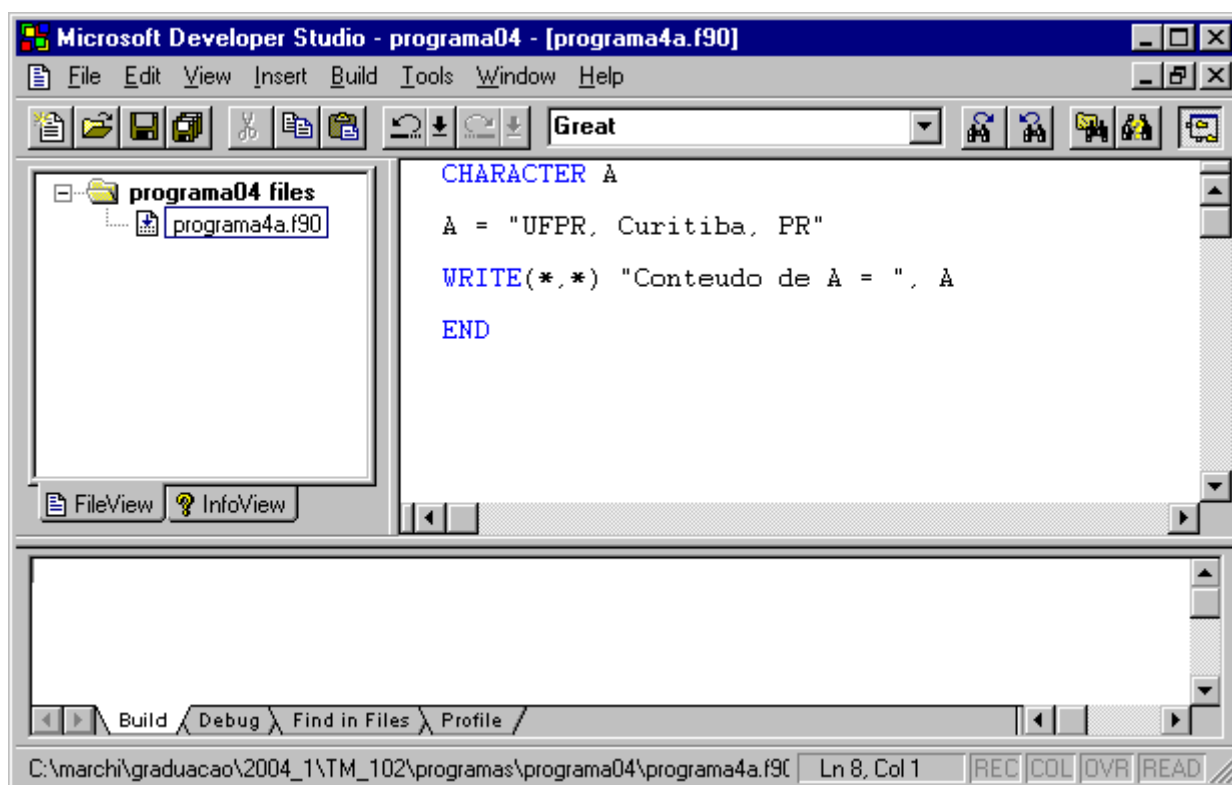 Microsoft Developer Studio - programa04 - [programa4a.f90]
File Edit View Insert Build Tools Window Help
Great
programa04 files
programa4a.f90
FileView InfoView
CHARACTER A
A = "UFPR, Curitiba, PR"
WRITE(*,*) "Conteudo de A = ", A
END
Build Debug Find in Files Profile
C:\marchi\graduacao\2004_1\TM_102\programas\programa04\programa4a.f90 Ln 8, Col 1 REC COL OVR READ